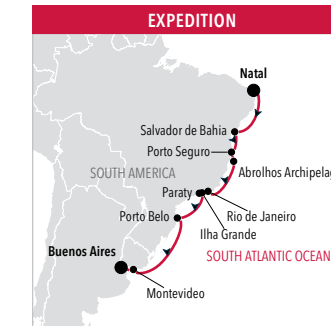 EXPEDITION
Natal
Salvador de Bahia
Porto Seguro
Abrolhos Archipelag
SOUTH AMERICA
Paraty
Rio de Janeiro
Porto Belo
Ilha Grande
Buenos Aires
SOUTH ATLANTIC OCEAN
Montevideo